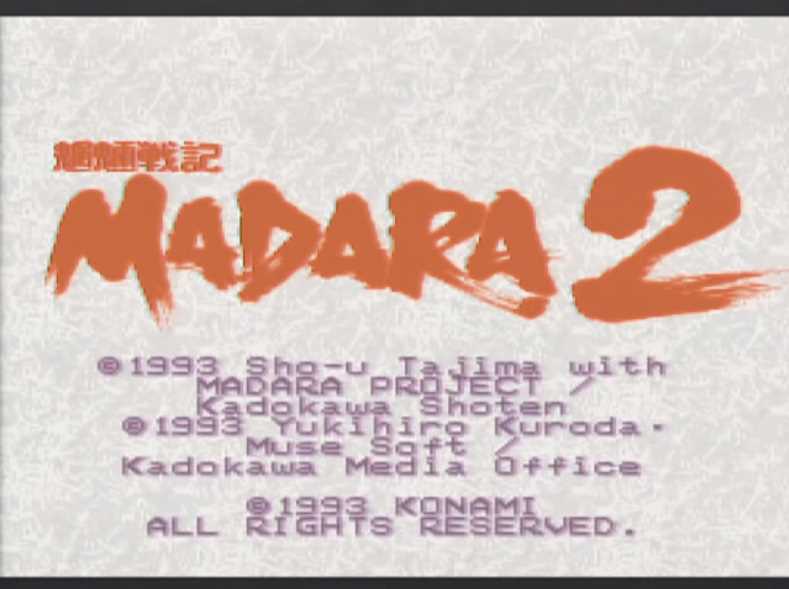 魍魎戦記
MADARA 2
©1993 Sho-u Tajima with
MADARA PROJECT /
Kadokawa Shoten
©1993 Yukihiro Kuroda・
Muse Soft /
Kadokawa Media Office
©1993 KONAMI
ALL RIGHTS RESERVED.